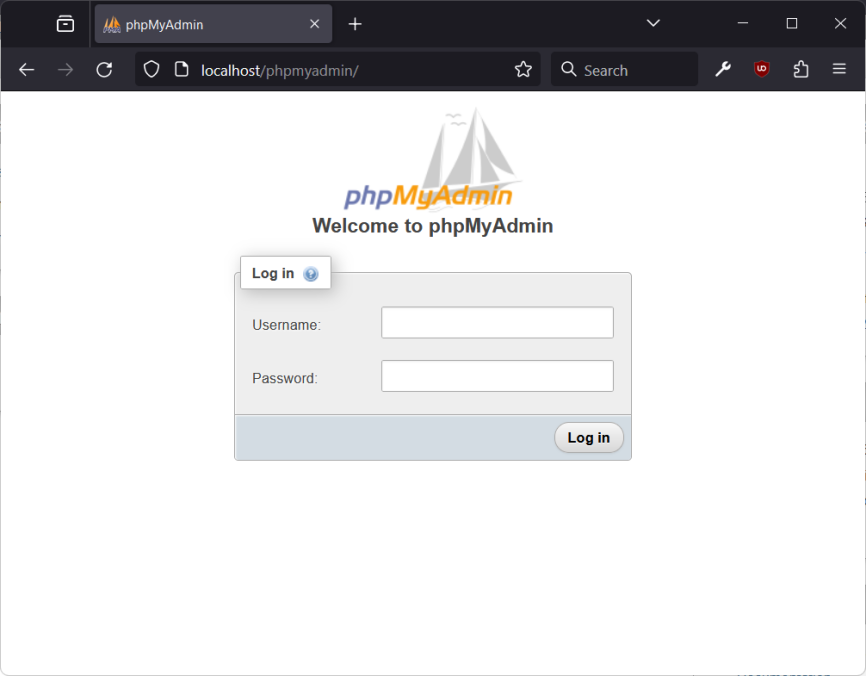 phpMyAdmin
localhost/phpmyadmin/
Search
phpMyAdmin
Welcome to phpMyAdmin
Log in
Username:
Password:
Log in